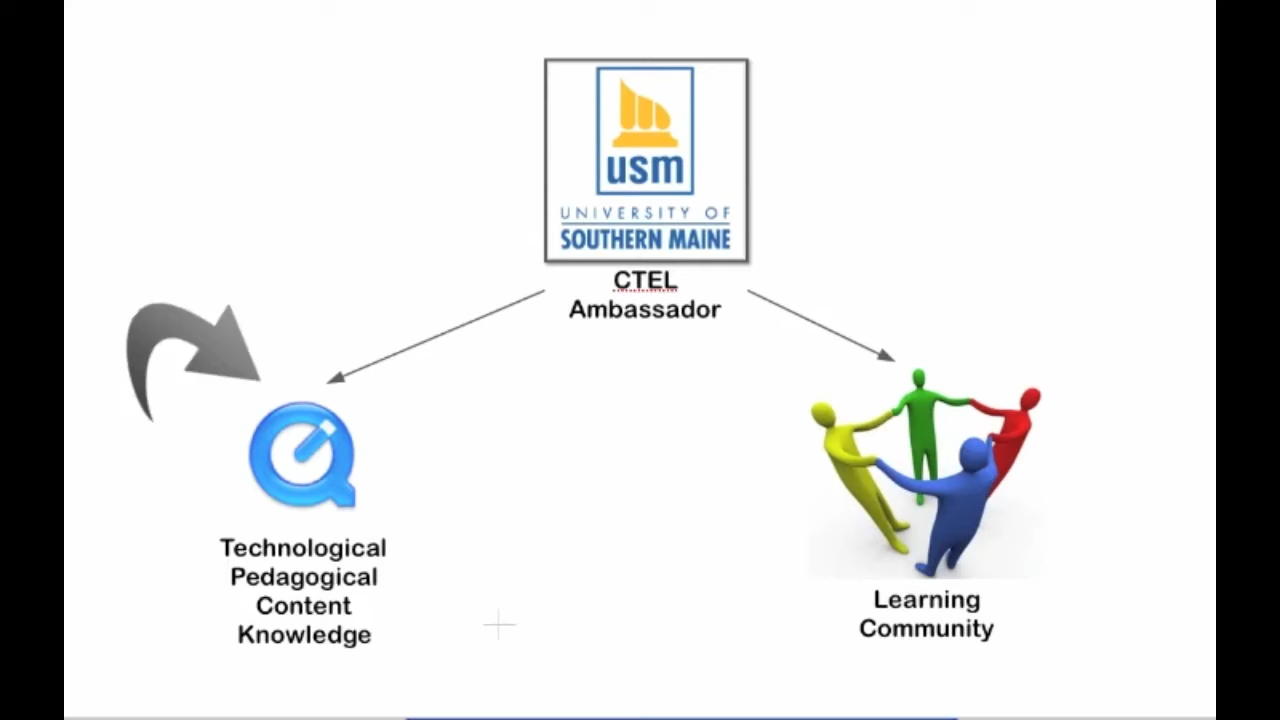 usm
UNIVERSITY OF
SOUTHERN MAINE
CTEL
Ambassador
Technological
Pedagogical
Content
Knowledge
Learning
Community